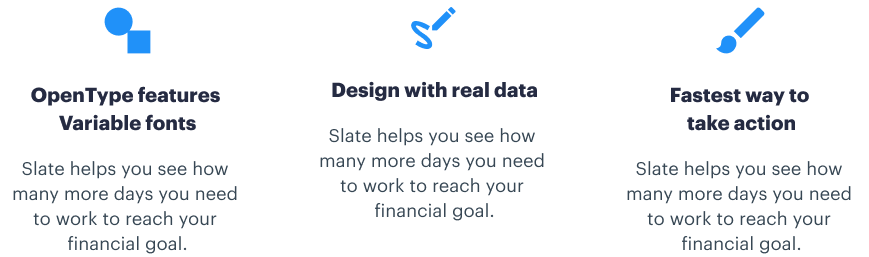 OpenType features
Variable fonts
Slate helps you see how
many more days you need
to work to reach your
financial goal.
Design with real data
Slate helps you see how
many more days you need
to work to reach your
financial goal.
Fastest way to
take action
Slate helps you see how
many more days you need
to work to reach your
financial goal.